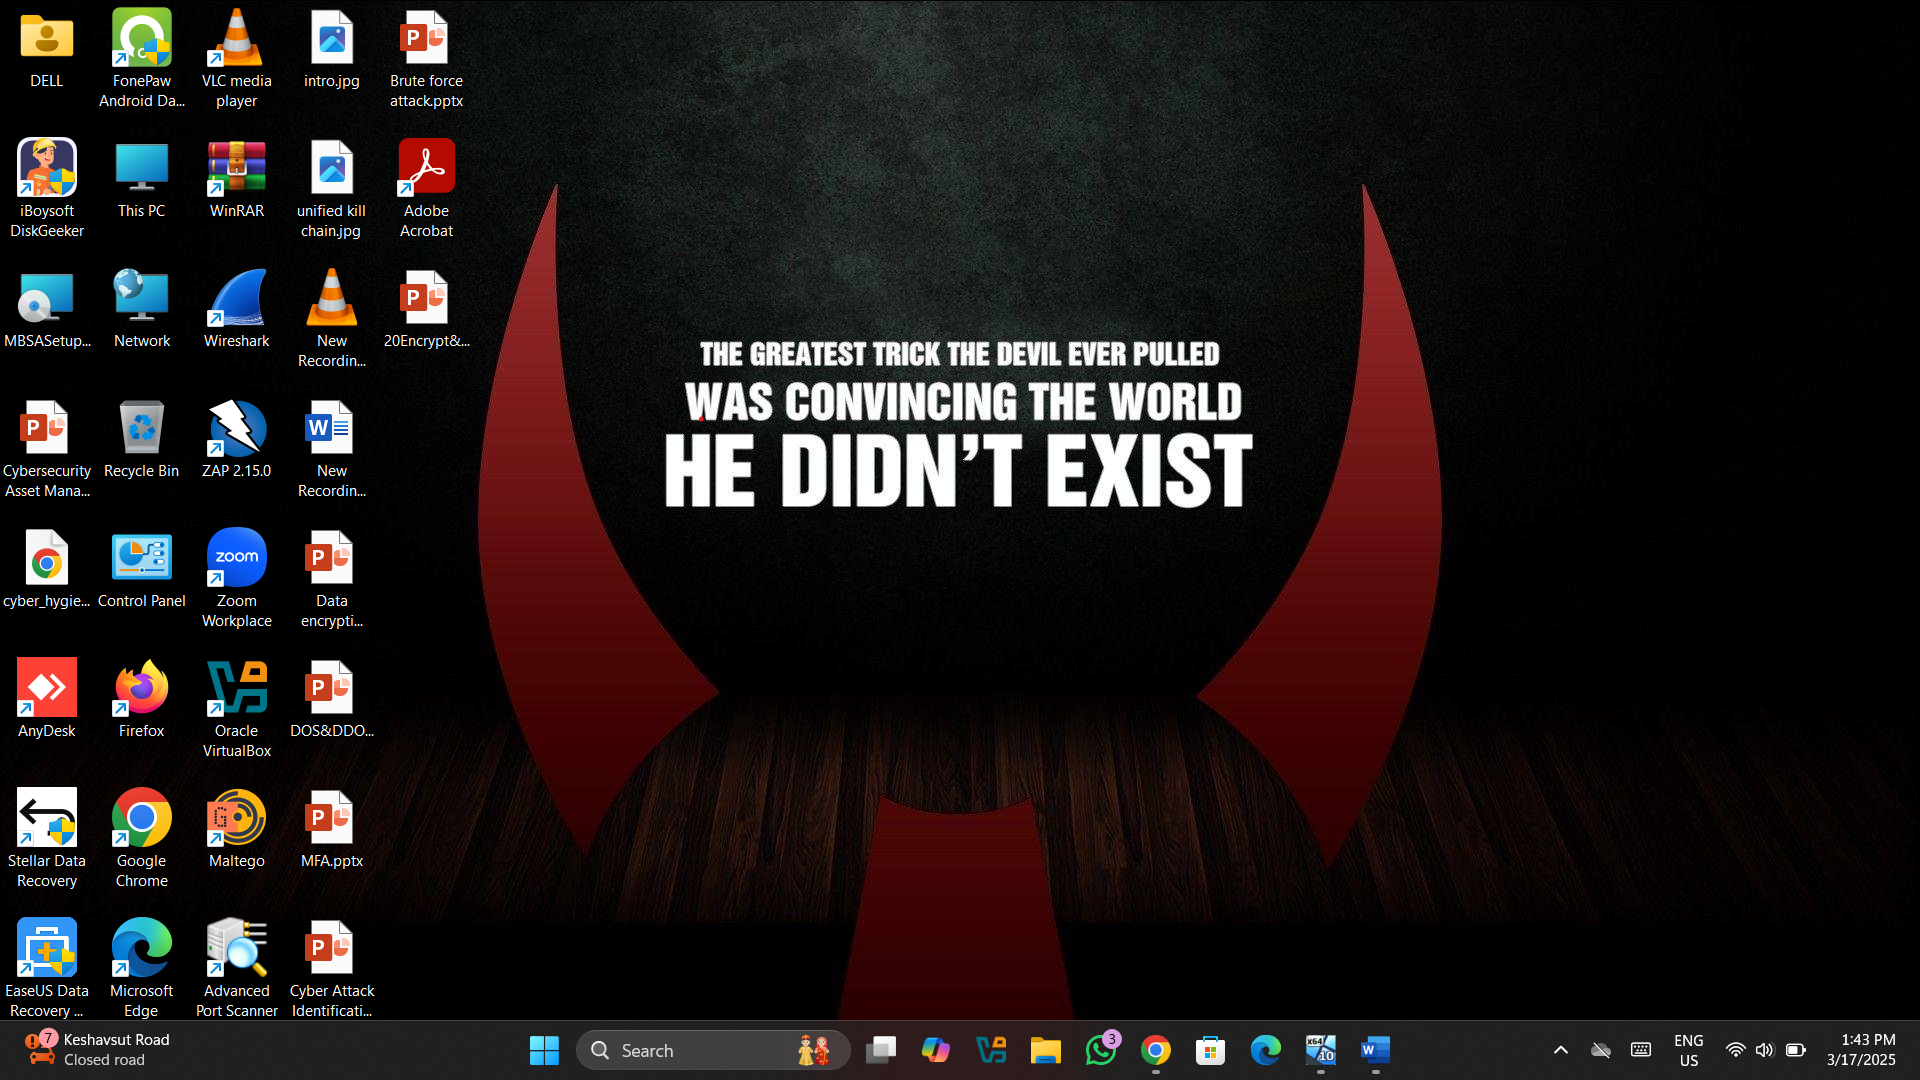 DELL
FonePaw
Android Da...
VLC media
player
intro.jpg
Brute force
attack.pptx
iBoysoft
DiskGeeker
This PC
WinRAR
unified kill
chain.jpg
Adobe
Acrobat
MBSASetup...
Network
Wireshark
New
Recordin...
20Encrypt&...
Cybersecurity
Asset Mana...
Recycle Bin
ZAP 2.15.0
New
Recordin...
cyber_hygie...
Control Panel
zoom
Zoom
Workplace
Data
encrypti...
AnyDesk
Firefox
Oracle
VirtualBox
DOS&DDO...
Stellar Data
Recovery
Google
Chrome
Maltego
MFA.pptx
EaseUS Data
Recovery ...
Microsoft
Edge
Advanced
Port Scanner
Cyber Attack
Identificati...
THE GREATEST TRICK THE DEVIL EVER PULLED
WAS CONVINCING THE WORLD
HE DIDN'T EXIST
7
Keshavsut Road
Closed road
Search
3
x64
10
ENG
US
1:43 PM
3/17/2025